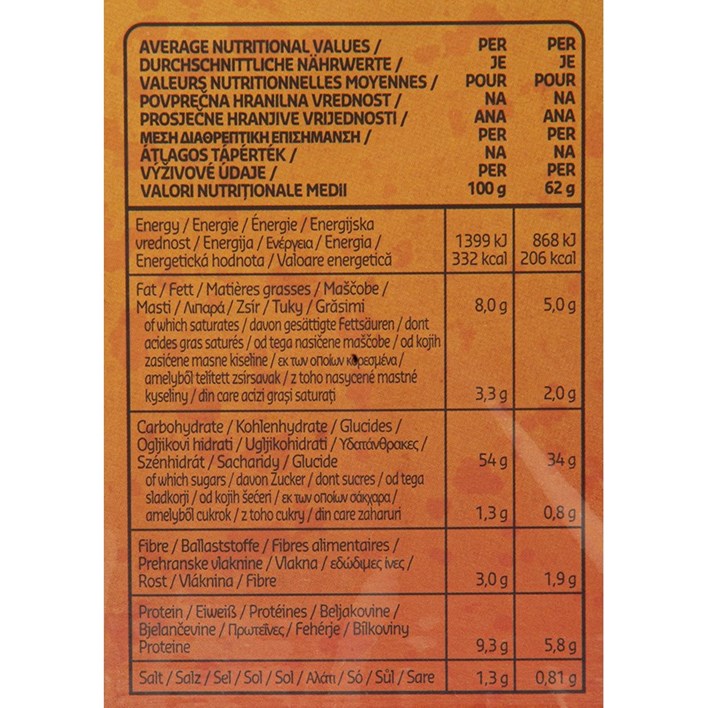 AVERAGE NUTRITIONAL VALUES / PER PER
DURCHSCHNITTLICHE NÄHRWERTE / JE JE
VALEURS NUTRITIONNELLES MOYENNES / POUR POUR
POVPREČNA HRANILNA VREDNOST / NA NA
PROSJEČNE HRANJIVE VRIJEDNOSTI / ANA ANA
ΜΕΣΗ ΔΙΑΘΡΕΠΤΙΚΗ ΕΠΙΣΗΜΑΝΣΗ / PER PER
ÁTLAGOS TÁPÉRTÉK / NA NA
VÝŽIVOVÉ ÚDAJE / PER PER
VALORI NUTRIȚIONALE MEDII 100 g 62 g
Energy / Energie / Énergie / Energijska
vrednost / Energija / Ενέργεια / Energia / 1399 kJ 868 kJ
Energetická hodnota / Valoare energetică 332 kcal 206 kcal
Fat / Fett / Matières grasses / Maščobe /
Masti / Λιπαρά / Zsír / Tuky / Grăsimi 8,0 g 5,0 g
of which saturates / davon gesättigte Fettsäuren / dont
acides gras saturés / od tega nasičene maščobe / od kojih
zasićene masne kiseline / εκ των οποίων κορεσμένα /
amelyből telített zsírsavak / z toho nasycené mastné
kyseliny / din care acizi grași saturați 3,3 g 2,0 g
Carbohydrate / Kohlenhydrate / Glucides /
Ogljikovi hidrati / Ugljikohidrati / Υδατάνθρακες /
Szénhidrát / Sacharidy / Glucide 54 g 34 g
of which sugars / davon Zucker / dont sucres / od tega
sladkorji / od kojih šećeri / εκ των οποίων σάκχαρα /
amelyből cukrok / z toho cukry / din care zaharuri 1,3 g 0,8 g
Fibre / Ballaststoffe / Fibres alimentaires /
Prehranske vlaknine / Vlakna / εδώδιμες ίνες /
Rost / Vláknina / Fibre 3,0 g 1,9 g
Protein / Eiweiß / Protéines / Beljakovine /
Bjelančevine / Πρωτεΐνες / Fehérje / Bílkoviny
Proteine 9,3 g 5,8 g
Salt / Salz / Sel / Sol / Sol / Αλάτι / Só / Sůl / Sare 1,3 g 0,81 g